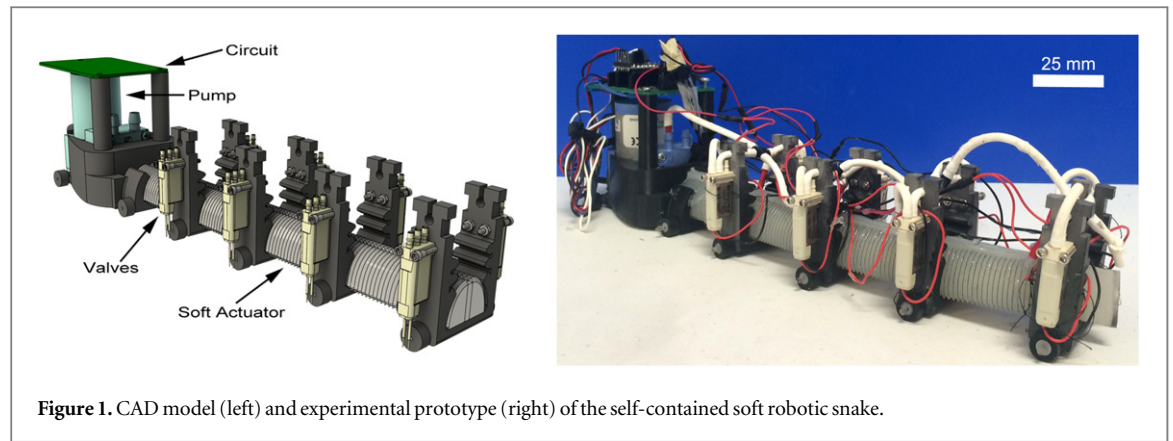 Circuit
Pump
Valves
Soft Actuator
25 mm
Figure 1. CAD model (left) and experimental prototype (right) of the self-contained soft robotic snake.